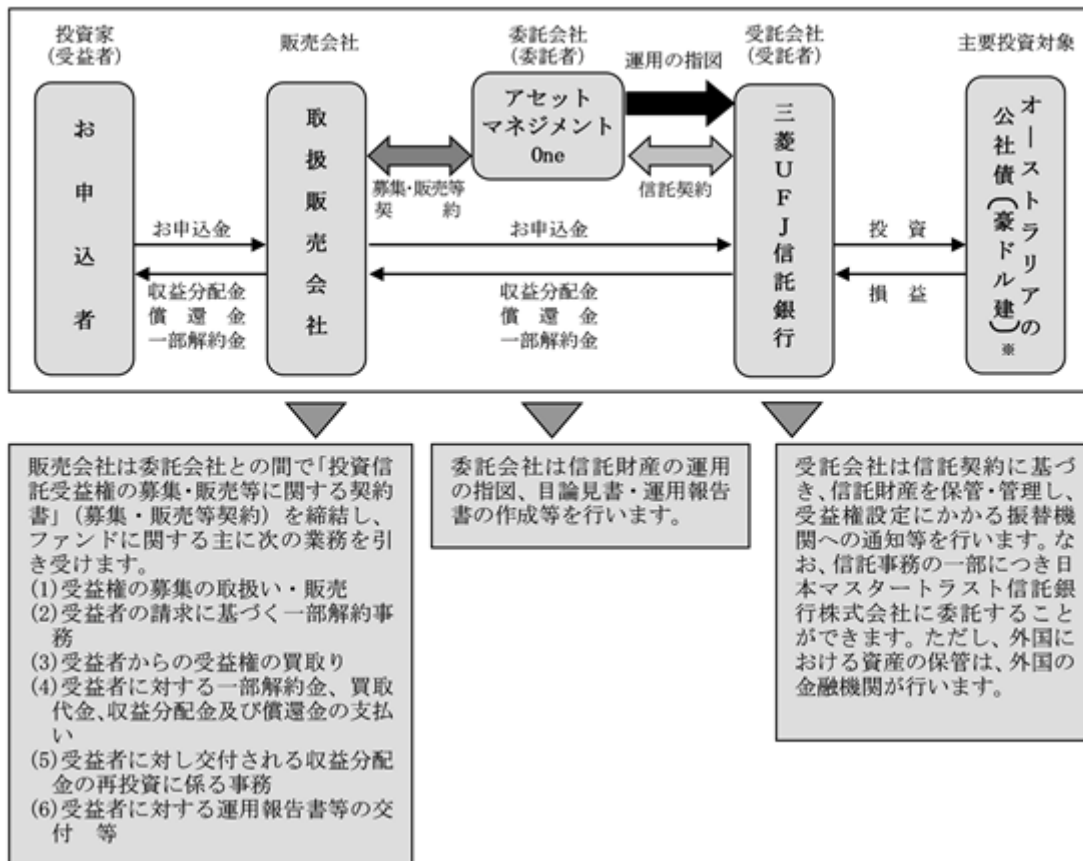 投資家
(受益者)
販売会社
委託会社
(委託者)
受託会社
(受託者)
主要投資対象
運用の指図
お申込者
取扱販売会社
アセット
マネジメント
One
三菱UFJ信託銀行
オーストラリアの
公社債(豪ドル建)※
募集・販売等
契約
信託契約
お申込金
お申込金
投資
収益分配金
償還金
一部解約金
収益分配金
償還金
一部解約金
損益
販売会社は委託会社との間で「投資信
託受益権の募集・販売等に関する契約
書」(募集・販売等契約)を締結し、
ファンドに関する主に次の業務を引
き受けます。
(1)受益権の募集の取扱い・販売
(2)受益者の請求に基づく一部解約事
務
(3)受益者からの受益権の買取り
(4)受益者に対する一部解約金、買取
代金、収益分配金及び償還金の支払
い
(5)受益者に対し交付される収益分配
金の再投資に係る事務
(6)受益者に対する運用報告書等の交
付 等
委託会社は信託財産の運用
の指図、目論見書・運用報告
書の作成等を行います。
受託会社は信託契約に基づ
き、信託財産を保管・管理し、
受益権設定にかかる振替機
関への通知等を行います。な
お、信託事務の一部につき日
本マスタートラスト信託銀
行株式会社に委託すること
ができます。ただし、外国に
おける資産の保管は、外国の
金融機関が行います。